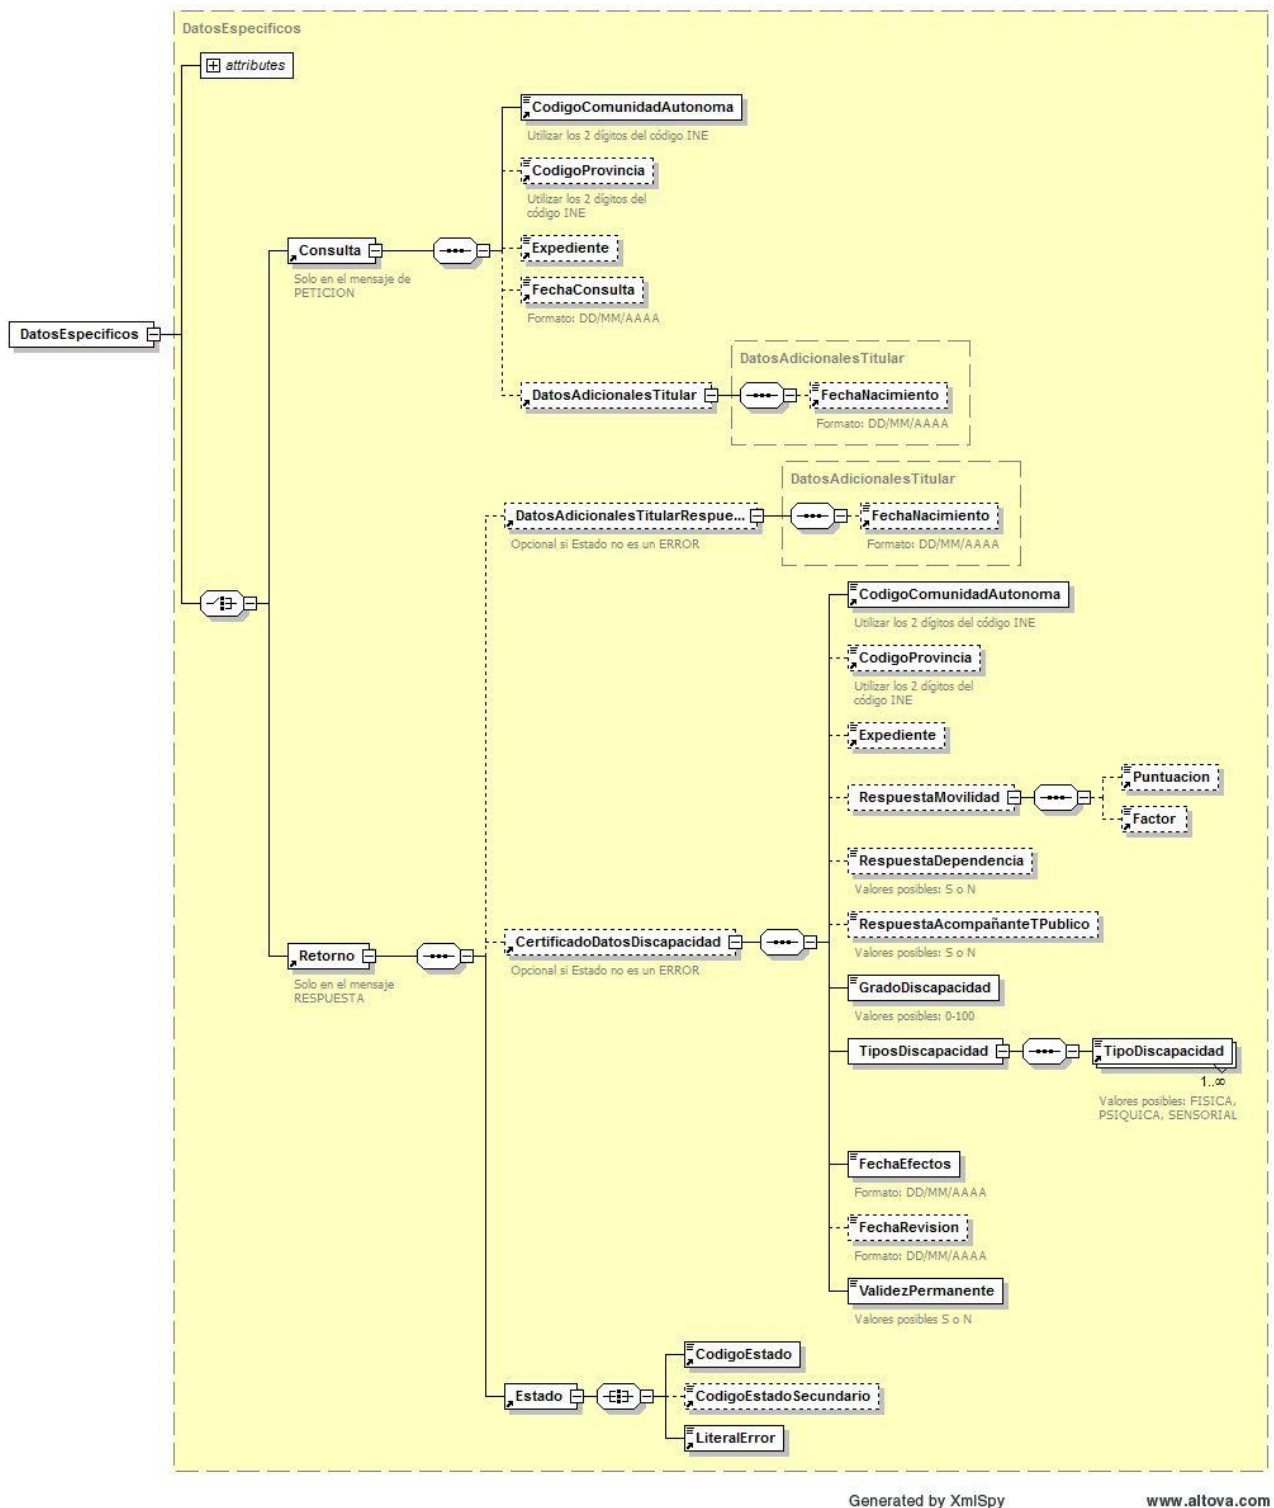 DatosEspecificos
attributes
CodigoComunidadAutonoma
Utilizar los 2 dígitos del código INE
CodigoProvincia
Utilizar los 2 dígitos del
código INE
Consulta
Solo en el mensaje de
PETICION
Expediente
FechaConsulta
Formato: DD/MM/AAAA
DatosEspecificos
DatosAdicionalesTitular
DatosAdicionalesTitular
FechaNacimiento
Formato: DD/MM/AAAA
DatosAdicionalesTitular
DatosAdicionalesTitularRespue...
Opcional si Estado no es un ERROR
FechaNacimiento
Formato: DD/MM/AAAA
CodigoComunidadAutonoma
Utilizar los 2 dígitos del código INE
CodigoProvincia
Utilizar los 2 dígitos del
código INE
Expediente
RespuestaMovilidad
Puntuacion
Factor
RespuestaDependencia
Valores posibles: S o N
RespuestaAcompañanteTPublico
Valores posibles: S o N
Retorno
Solo en el mensaje
RESPUESTA
CertificadoDatosDiscapacidad
Opcional si Estado no es un ERROR
GradoDiscapacidad
Valores posibles: 0-100
TiposDiscapacidad
TipoDiscapacidad
1..∞
Valores posibles: FISICA,
PSIQUICA, SENSORIAL
FechaEfectos
Formato: DD/MM/AAAA
FechaRevision
Formato: DD/MM/AAAA
ValidezPermanente
Valores posibles S o N
Estado
CodigoEstado
CodigoEstadoSecundario
LiteralError
Generated by XmlSpy www.altova.com